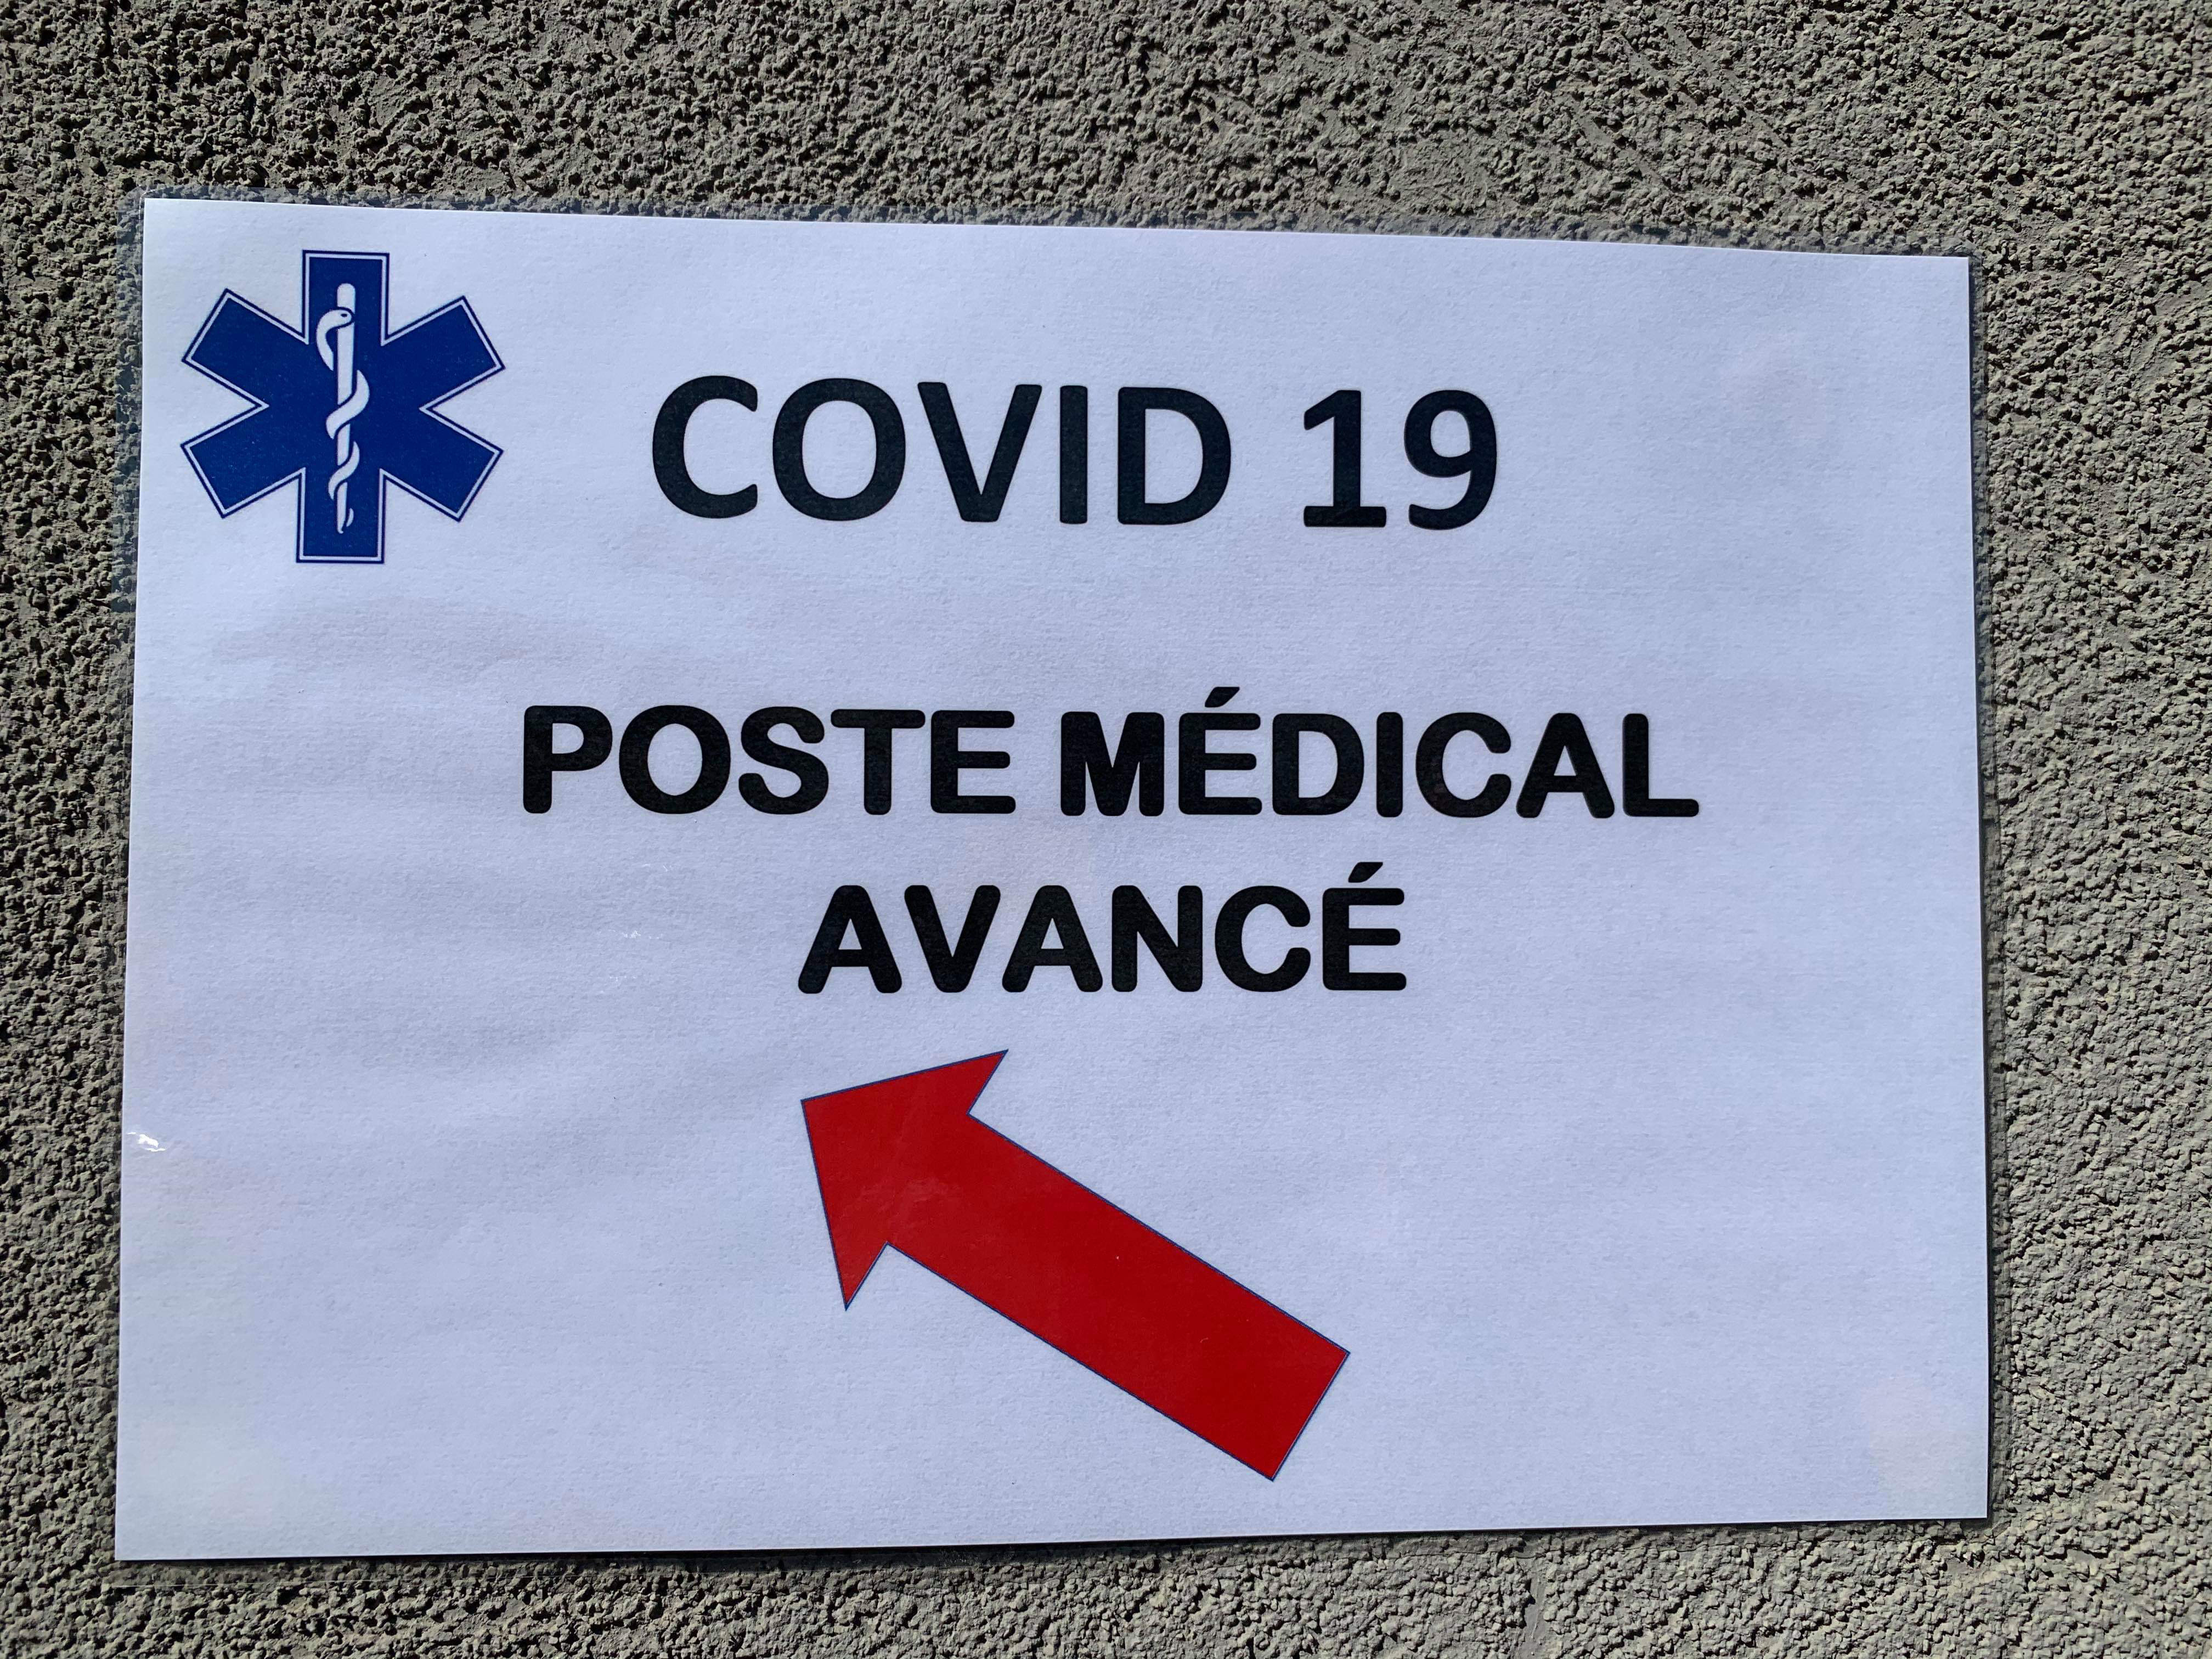 COVID 19
POSTE MÉDICAL
AVANCÉ